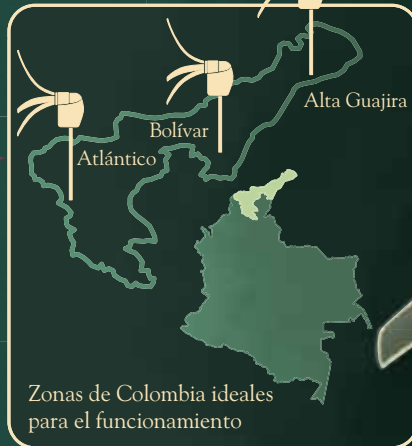 Alta Guajira
Bolívar
Atlántico
Zonas de Colombia ideales
para el funcionamiento